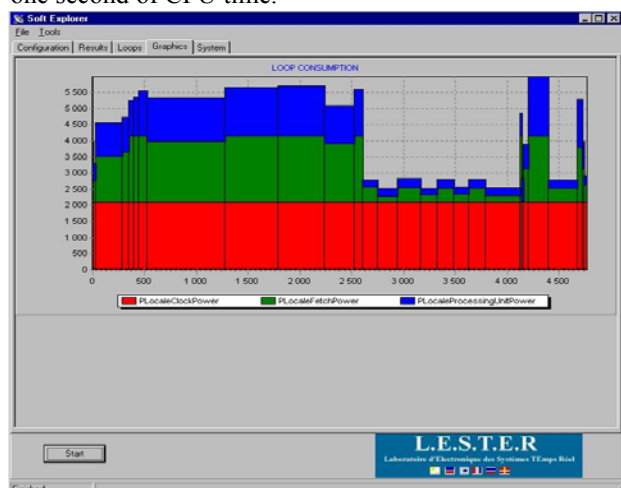 one second of CPU time.
Soft Explorer
File Tools
Configuration Results Loops Graphics System
LOOP CONSUMPTION
5 500
5 000
4 500
4 000
3 500
3 000
2 500
2 000
1 500
1 000
500
0
0 500 1 000 1 500 2 000 2 500 3 000 3 500 4 000 4 500
PLocaleClockPower PLocaleFetchPower PLocaleProcessingUnitPower
Start
L.E.S.T.E.R
Laboratoire d'Electronique des Systèmes TEmps Réel
Finished